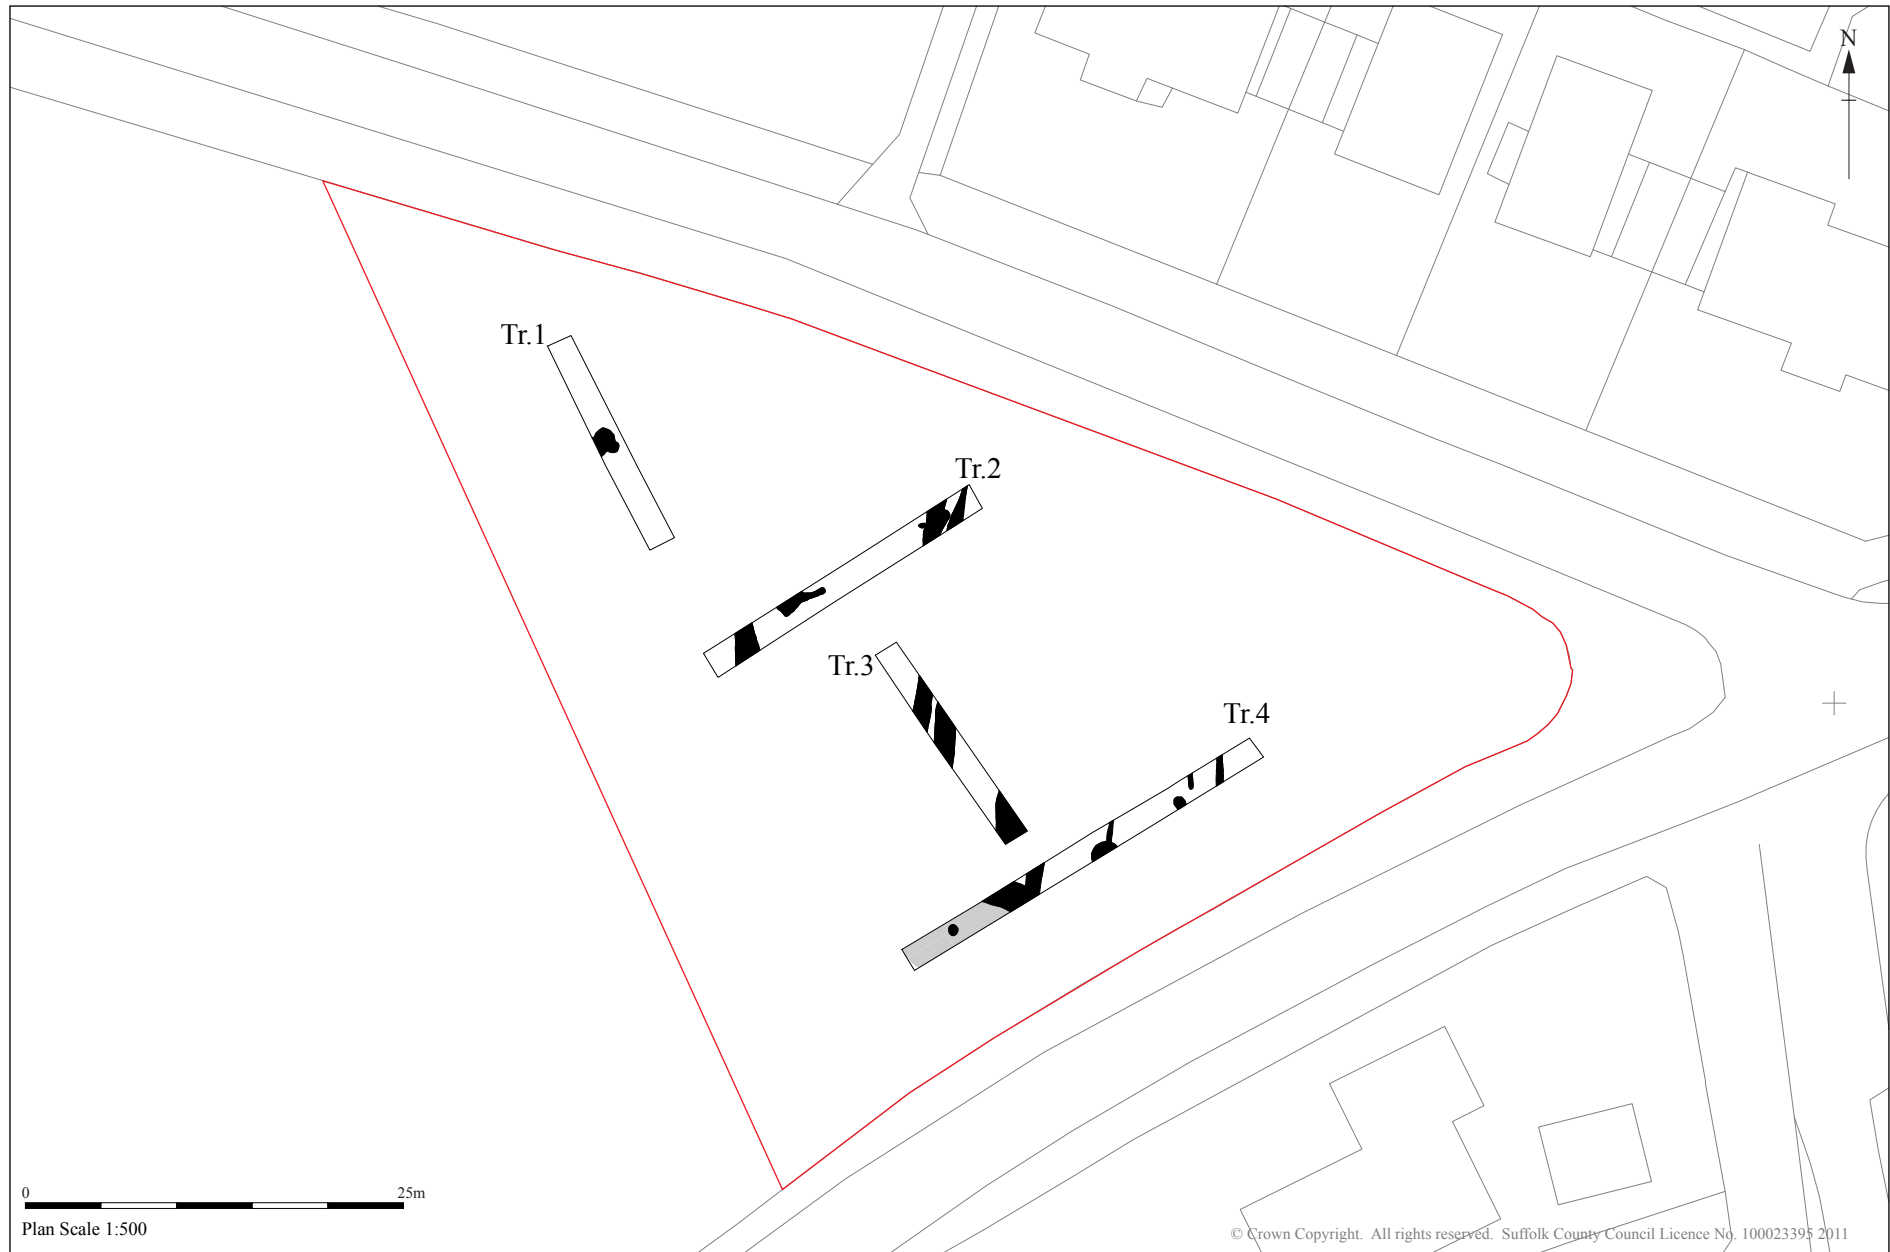 N
Tr.1
Tr.2
Tr.3
Tr.4
0 25m
Plan Scale 1:500
© Crown Copyright. All rights reserved. Suffolk County Council Licence No. 100023395 2011